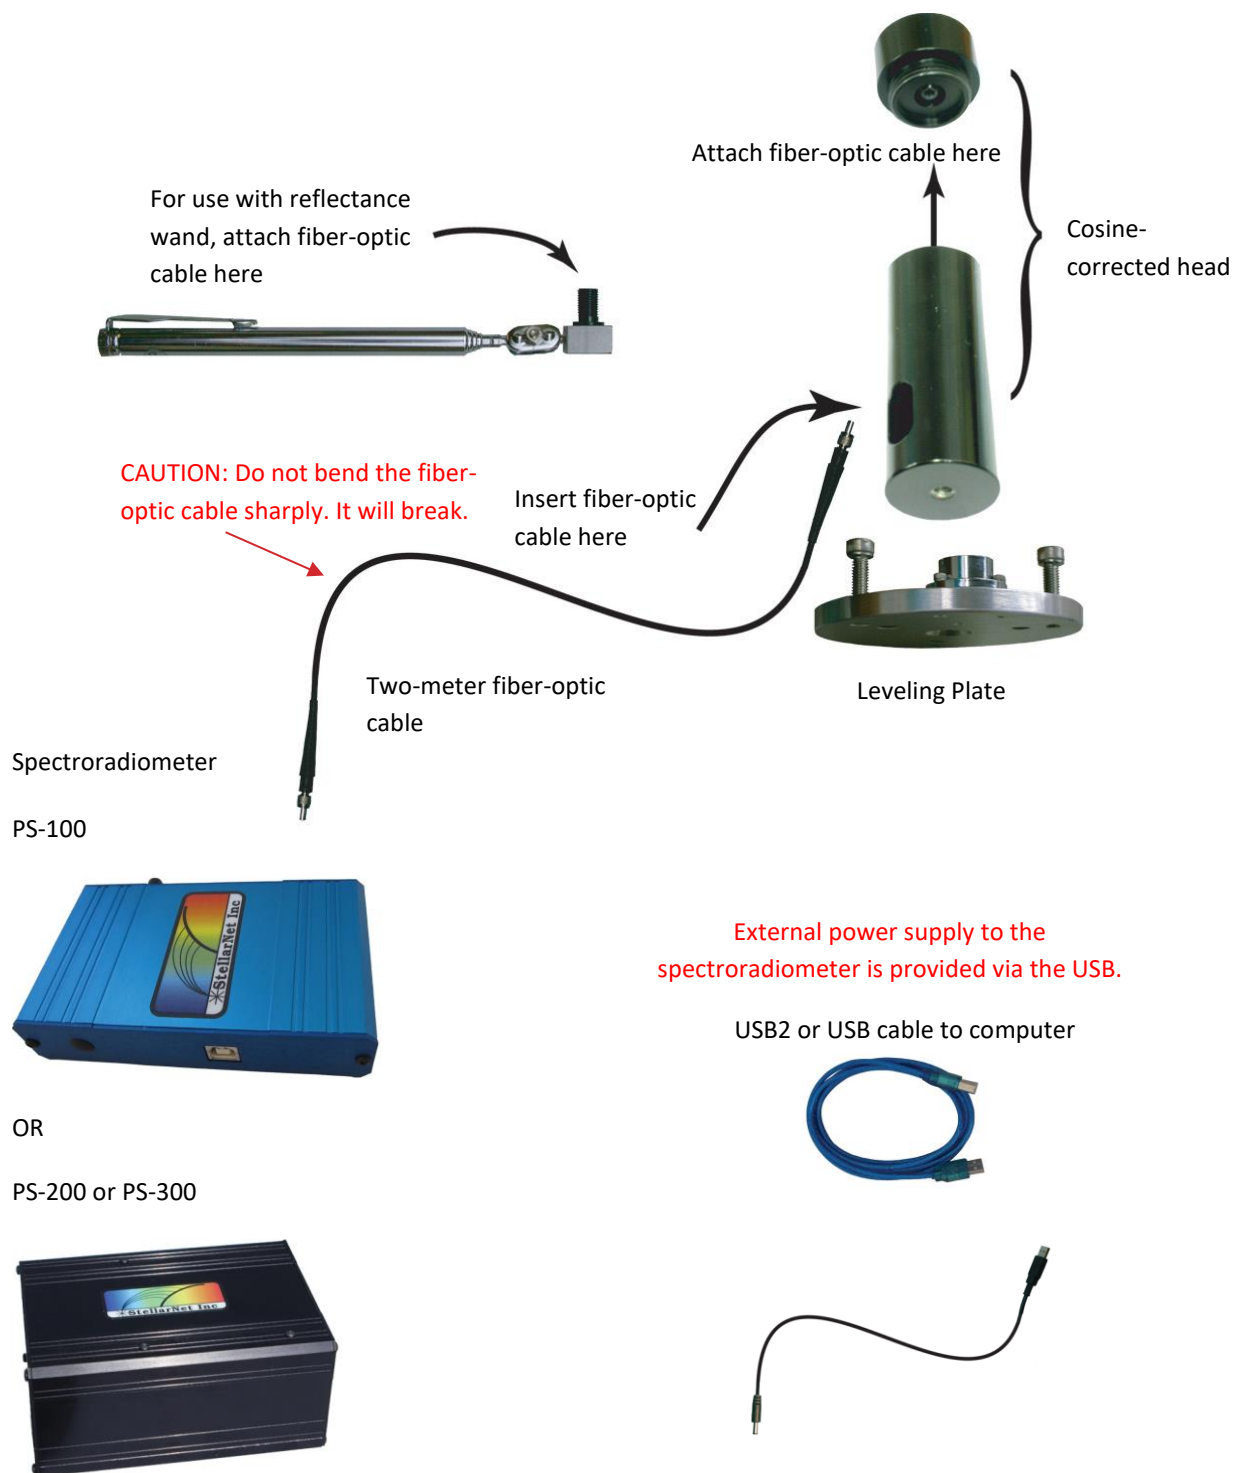 Attach fiber-optic cable here
For use with reflectance
wand, attach fiber-optic
cable here
Cosine-
corrected head
CAUTION: Do not bend the fiber-
optic cable sharply. It will break.
Insert fiber-optic
cable here
Two-meter fiber-optic
cable
Leveling Plate
Spectroradiometer
PS-100
StellarNet Inc
External power supply to the
spectroradiometer is provided via the USB.
USB2 or USB cable to computer
OR
PS-200 or PS-300
StellarNet Inc